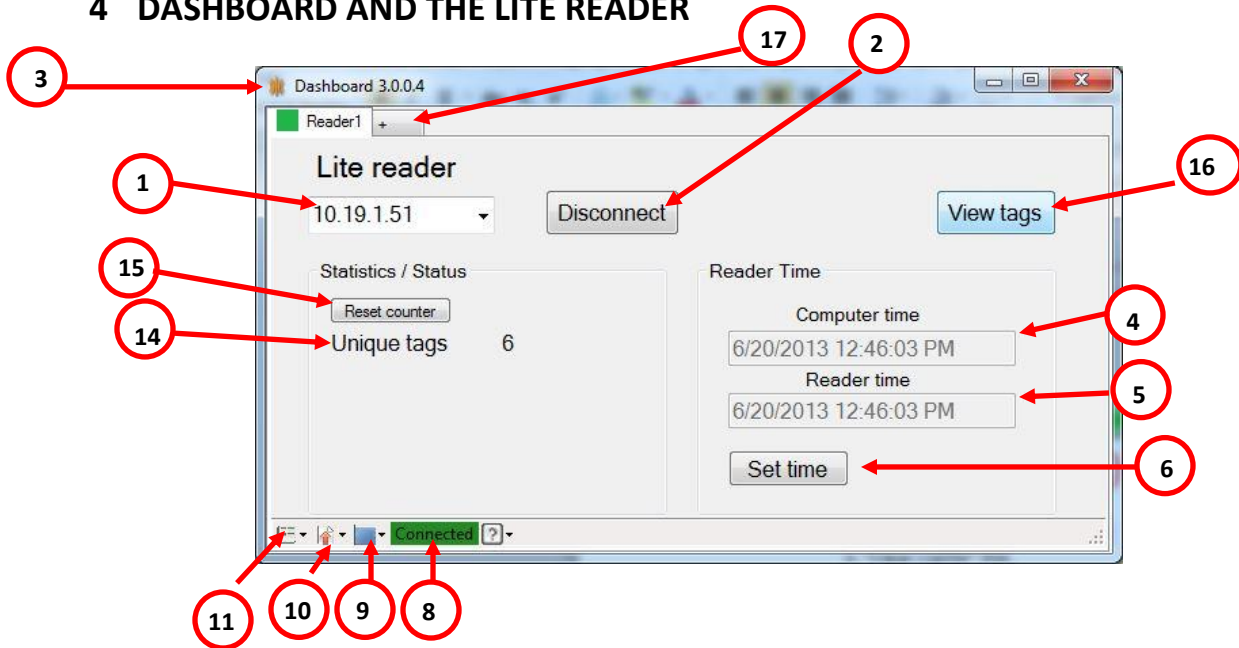 4 DASHBOARD AND THE LITE READER
17
2
3
Dashboard 3.0.0.4
Reader1 +
Lite reader
1
16
10.19.1.51 Disconnect View tags
15
Statistics / Status Reader Time
Reset counter Computer time
14
Unique tags 6
4
6/20/2013 12:46:03 PM
Reader time
5
6/20/2013 12:46:03 PM
Set time
6
Connected ?
11
10
9
8